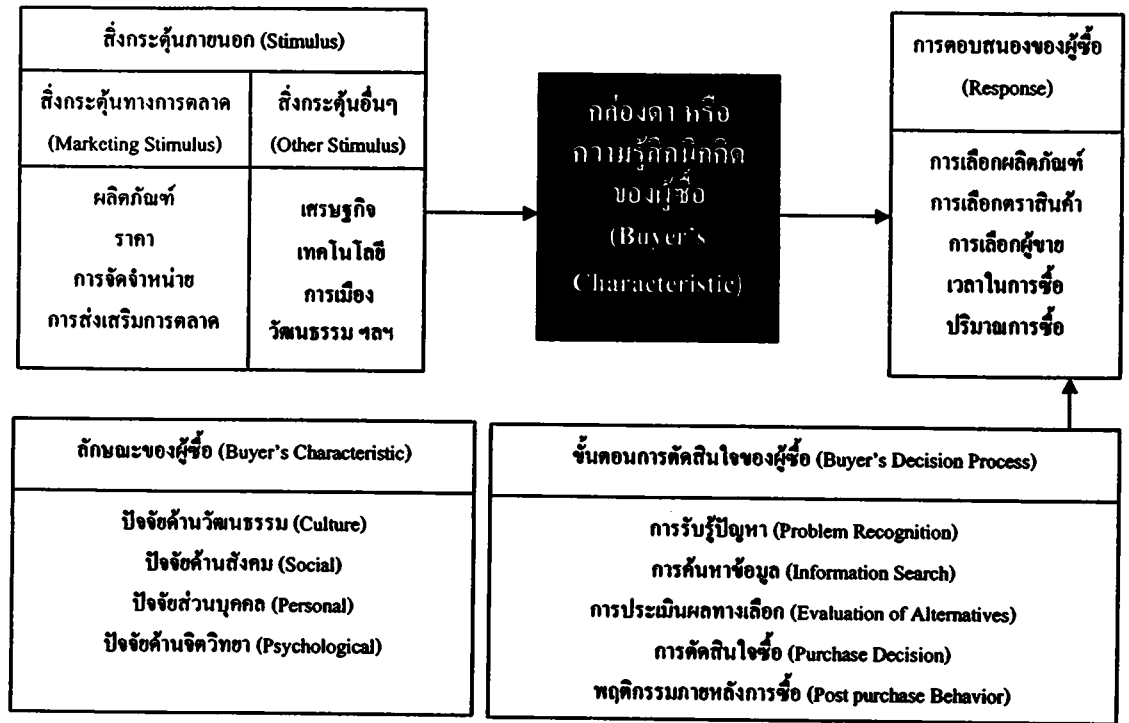 สิ่งกระตุ้นภายนอก (Stimulus)
สิ่งกระตุ้นทางการตลาด
(Marketing Stimulus)
ผลิตภัณฑ์
ราคา
การจัดจำหน่าย
การส่งเสริมการตลาด
สิ่งกระตุ้นอื่นๆ
(Other Stimulus)
เศรษฐกิจ
เทคโนโลยี
การเมือง
วัฒนธรรม ฯลฯ
กล่องดำ หรือ
ความรู้สึกนึกคิด
ของผู้ซื้อ
(Buyer's
Characteristic)
การตอบสนองของผู้ซื้อ
(Response)
การเลือกผลิตภัณฑ์
การเลือกตราสินค้า
การเลือกผู้ขาย
เวลาในการซื้อ
ปริมาณการซื้อ
ลักษณะของผู้ซื้อ (Buyer's Characteristic)
ปัจจัยด้านวัฒนธรรม (Culture)
ปัจจัยด้านสังคม (Social)
ปัจจัยส่วนบุคคล (Personal)
ปัจจัยด้านจิตวิทยา (Psychological)
ขั้นตอนการตัดสินใจของผู้ซื้อ (Buyer's Decision Process)
การรับรู้ปัญหา (Problem Recognition)
การค้นหาข้อมูล (Information Search)
การประเมินผลทางเลือก (Evaluation of Alternatives)
การตัดสินใจซื้อ (Purchase Decision)
พฤติกรรมภายหลังการซื้อ (Post purchase Behavior)